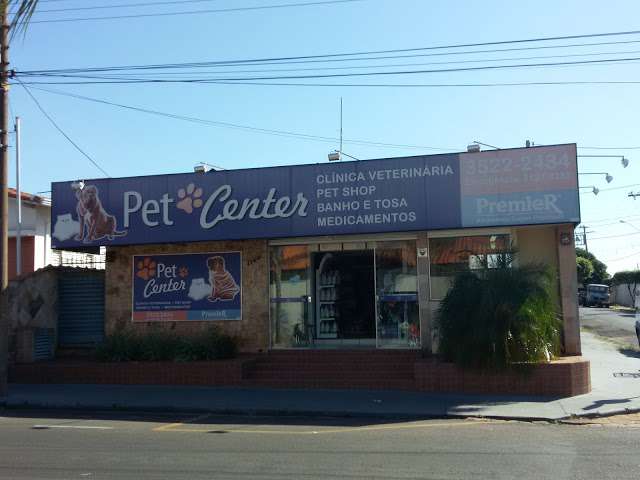 Pet Center
CLÍNICA VETERINÁRIA
PET SHOP
BANHO E TOSA
MEDICAMENTOS
3522-2434
PremieR
Pet
Center
PremieR